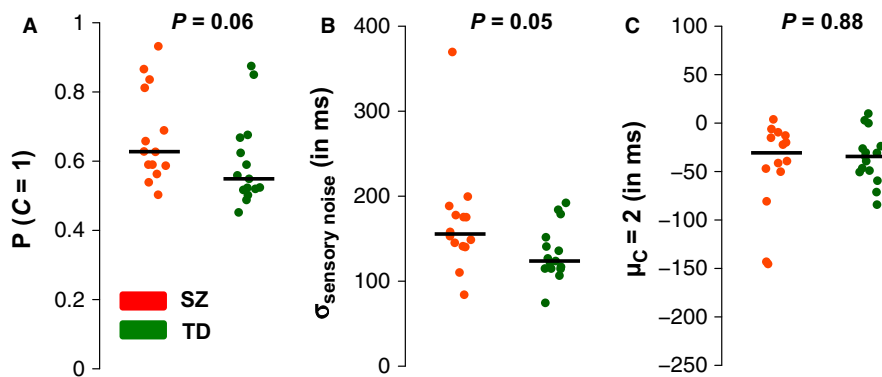 A
P = 0.06
P (C = 1)
1
0.8
0.6
0.4
0.2
0
SZ
TD
B
P = 0.05
σsensory noise (in ms)
400
300
200
100
0
C
P = 0.88
μC = 2 (in ms)
100
50
0
−50
−100
−150
−200
−250